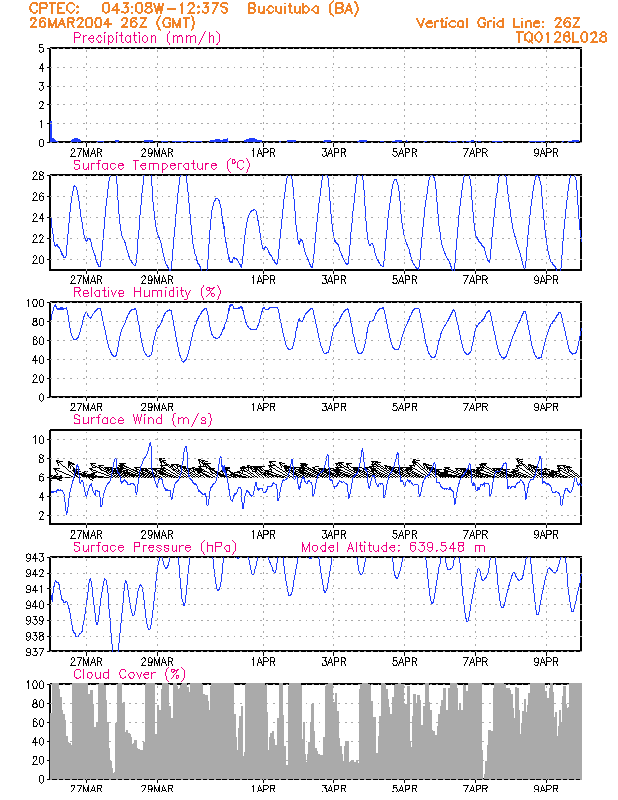 CPTEC: 043:08W-12:37S Bucuituba (BA)
26MAR2004 26Z (GMT) Vertical Grid Line: 26Z
Precipitation (mm/h) TQ0126L028
5
4
3
2
1
0
27MAR 29MAR 1APR 3APR 5APR 7APR 9APR
Surface Temperature (ºC)
28
26
24
22
20
27MAR 29MAR 1APR 3APR 5APR 7APR 9APR
Relative Humidity (%)
100
80
60
40
20
0
27MAR 29MAR 1APR 3APR 5APR 7APR 9APR
Surface Wind (m/s)
10
8
6
4
2
27MAR 29MAR 1APR 3APR 5APR 7APR 9APR
Surface Pressure (hPa) Model Altitude: 639.548 m
943
942
941
940
939
938
937
27MAR 29MAR 1APR 3APR 5APR 7APR 9APR
Cloud Cover (%)
100
80
60
40
20
0
27MAR 29MAR 1APR 3APR 5APR 7APR 9APR